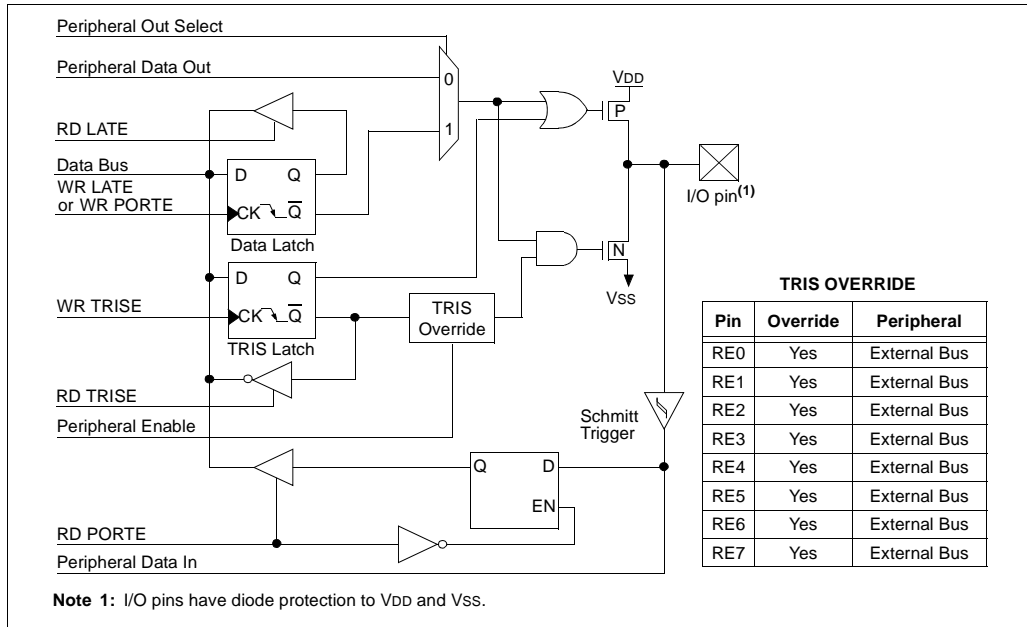 Peripheral Out Select
Peripheral Data Out
0
1
VDD
P
RD LATE
Data Bus
WR LATE
or WR PORTE
D Q
CK Q̅
Data Latch
I/O pin(1)
N
VSS
D Q
WR TRISE
CK Q̅
TRIS Latch
TRIS
Override
RD TRISE
Peripheral Enable
Schmitt
Trigger
Q D
EN
RD PORTE
Peripheral Data In
TRIS OVERRIDE
Pin Override Peripheral
RE0 Yes External Bus
RE1 Yes External Bus
RE2 Yes External Bus
RE3 Yes External Bus
RE4 Yes External Bus
RE5 Yes External Bus
RE6 Yes External Bus
RE7 Yes External Bus
Note 1: I/O pins have diode protection to VDD and VSS.